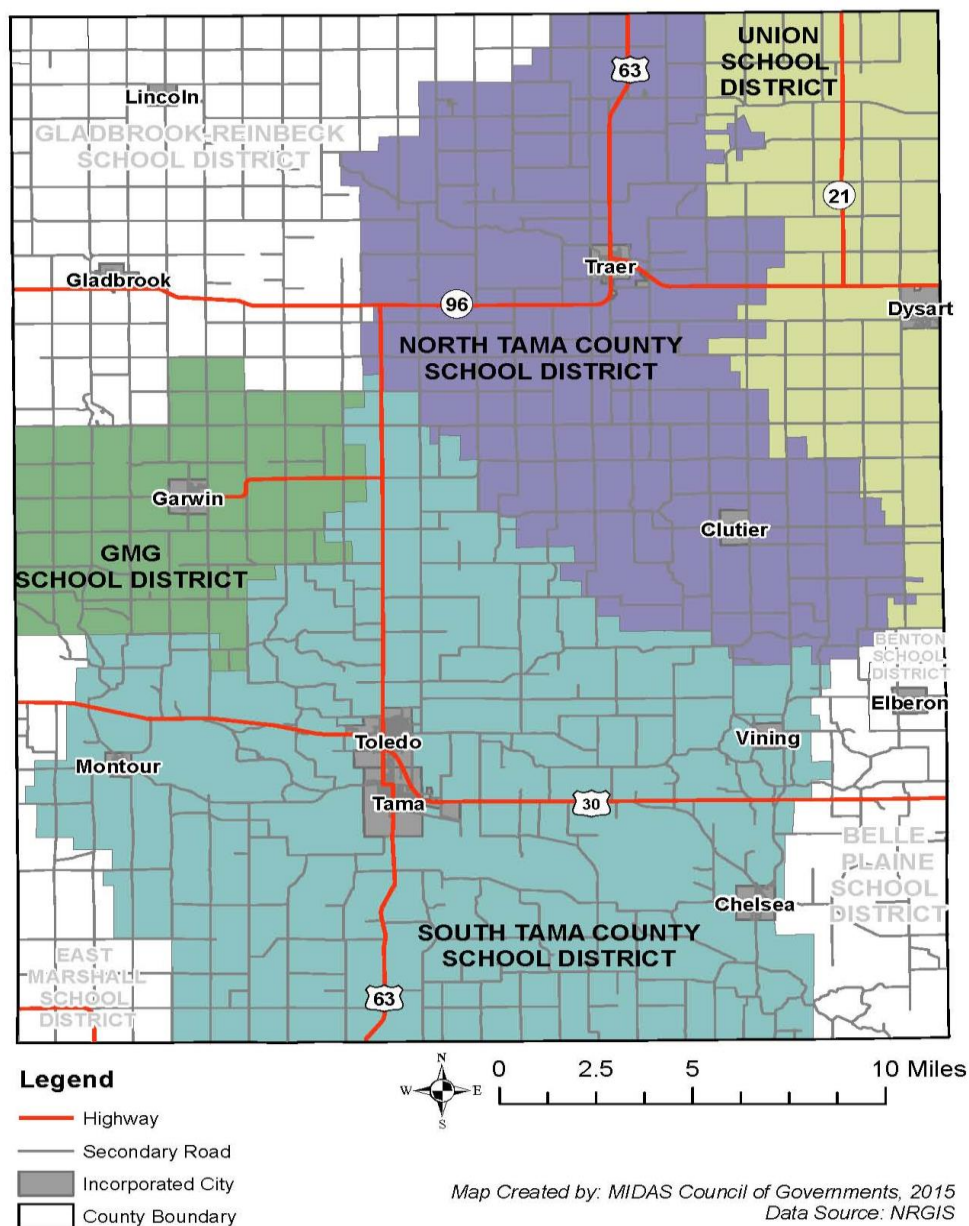 UNION
SCHOOL
DISTRICT
63
Lincoln
GLADBROOK-REINBECK
SCHOOL DISTRICT
21
Traer
Gladbrook
96
Dysart
NORTH TAMA COUNTY
SCHOOL DISTRICT
Garwin
Clutier
GMG
SCHOOL DISTRICT
BENTON
SCHOOL
DISTRICT
Elberon
Toledo
Vining
Montour
Tama
30
BELLE
PLAINE
SCHOOL
DISTRICT
Chelsea
SOUTH TAMA COUNTY
SCHOOL DISTRICT
EAST
MARSHALL
SCHOOL
DISTRICT
63
Legend
Highway
Secondary Road
Incorporated City
County Boundary
N
W E
S
0 2.5 5 10 Miles
Map Created by: MIDAS Council of Governments, 2015
Data Source: NRGIS